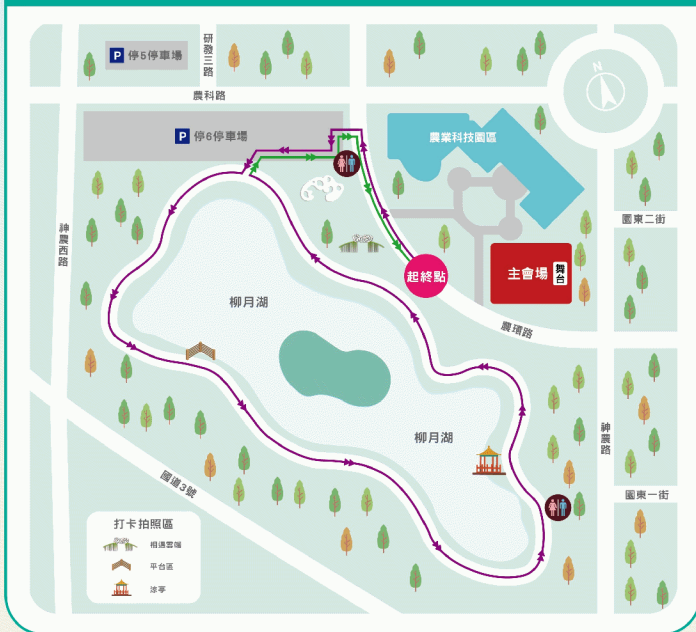 P 停5停車場
研發三路
農科路
P 停6停車場
N
農業科技園區
神農西路
園東二街
起終點
主會場
舞台
柳月湖
農環路
柳月湖
神農路
國道3號
園東一街
打卡拍照區
相遇雲端
平台區
涼亭